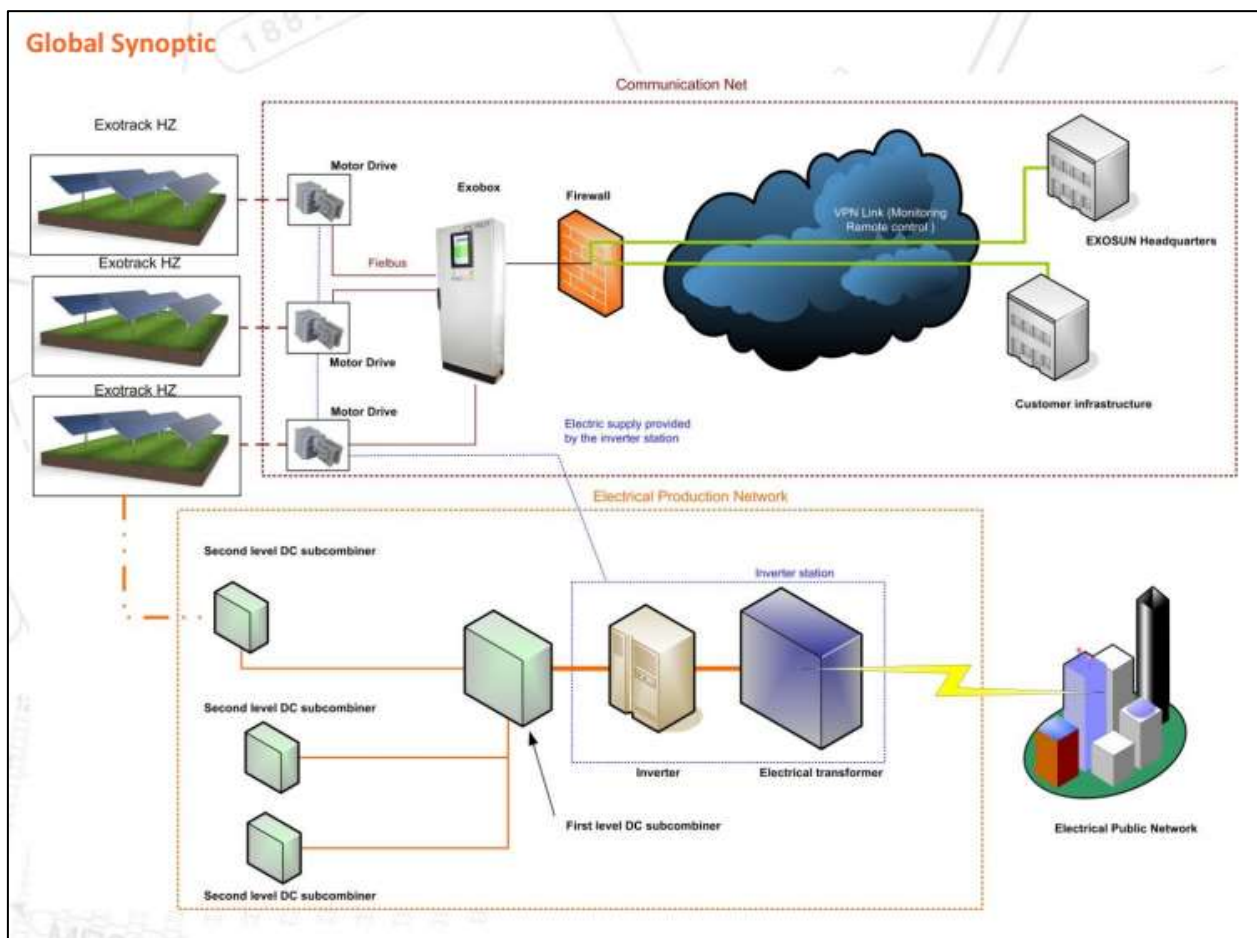 Global Synoptic
Communication Net
Exotrack HZ
Motor Drive
Exobox
Firewall
VPN Link (Monitoring
Remote control )
EXOSUN Headquarters
Exotrack HZ
Fielbus
Motor Drive
Exotrack HZ
Motor Drive
Customer infrastructure
Electric supply provided
by the inverter station
Electrical Production Network
Second level DC subcombiner
Inverter station
Second level DC subcombiner
Inverter
Electrical transformer
First level DC subcombiner
Electrical Public Network
Second level DC subcombiner